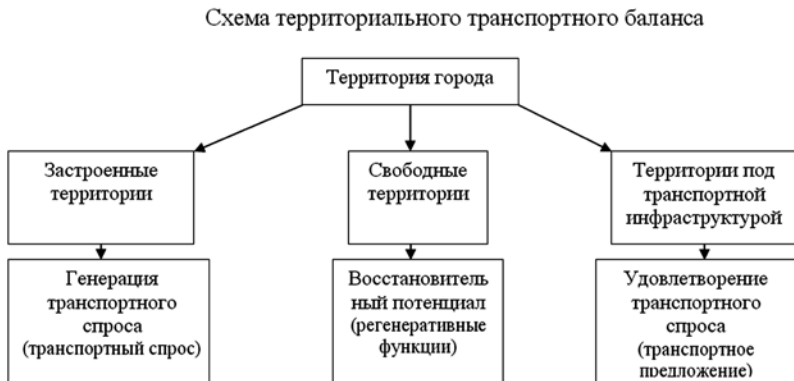 Схема территориального транспортного баланса
Территория города
Застроенные
территории
Свободные
территории
Территории под
транспортной
инфраструктурой
Генерация
транспортного
спроса
(транспортный спрос)
Восстановитель
ный потенциал
(регенеративные
функции)
Удовлетворение
транспортного
спроса
(транспортное
предложение)